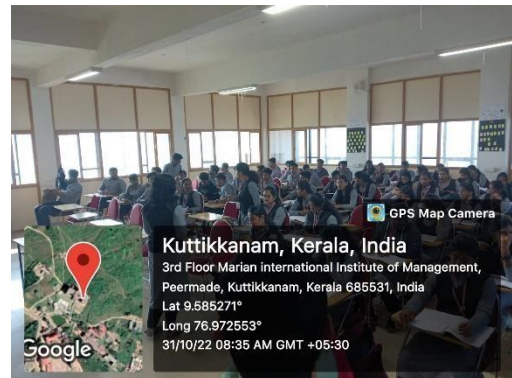 GPS Map Camera
Kuttikkanam, Kerala, India
3rd Floor Marian international Institute of Management,
Peermade, Kuttikkanam, Kerala 685531, India
Lat 9.585271°
Long 76.972553°
31/10/22 08:35 AM GMT +05:30
Google